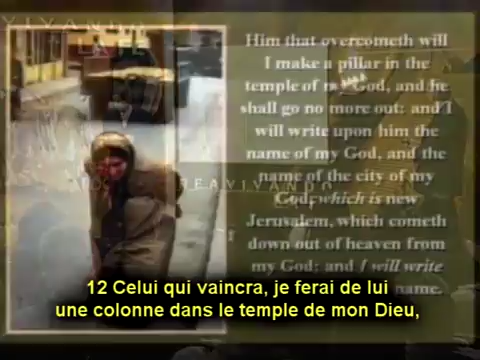 Him that overcometh will
I make a pillar in the
temple of my God, and he
shall go no more out: and I
will write upon him the
name of my God, and the
name of the city of my
God, which is new
Jerusalem, which cometh
down out of heaven from
my God: and I will write
name.
REAVIVANDO
12 Celui qui vaincra, je ferai de lui
une colonne dans le temple de mon Dieu,